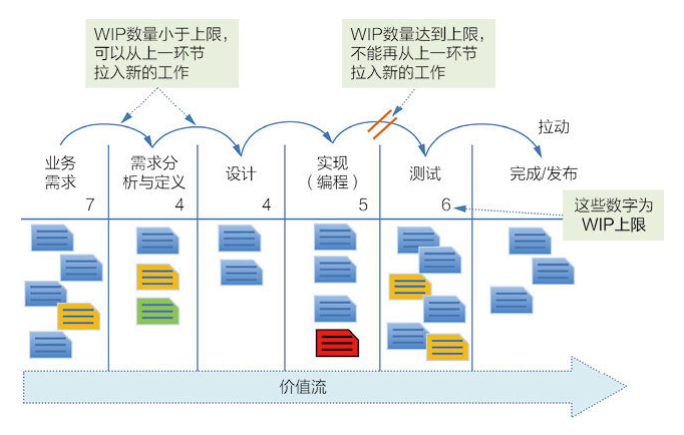 WIP数量小于上限，
可以从上一环节
拉入新的工作
WIP数量达到上限，
不能再从上一环节
拉入新的工作
拉动
业务
需求
7
需求分
析与定义
4
设计
4
实现
（编程）
5
测试
6
完成/发布
这些数字为
WIP上限
价值流